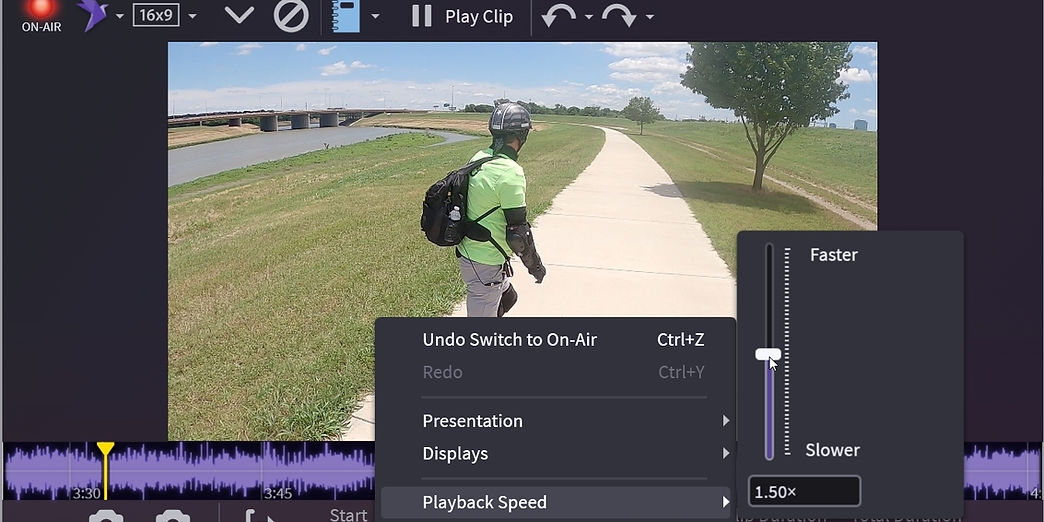 ON-AIR
16x9
Play Clip
Faster
Undo Switch to On-Air Ctrl+Z
Redo Ctrl+Y
Presentation
Displays
Slower
3:30
3:45
Playback Speed
1.50×
Start